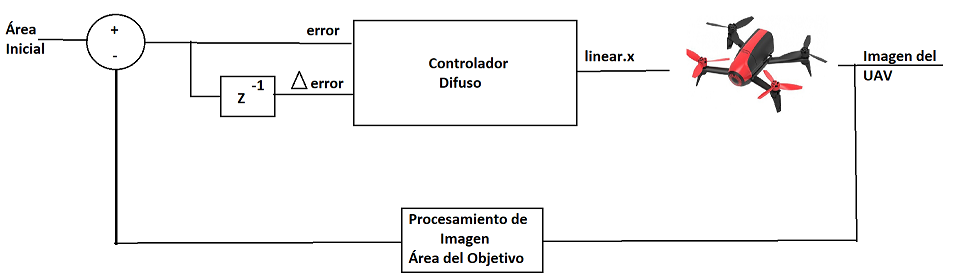 Área
Inicial
+
-
error
Z -1
△ error
Controlador
Difuso
linear.x
Imagen del
UAV
Procesamiento de
Imagen
Área del Objetivo